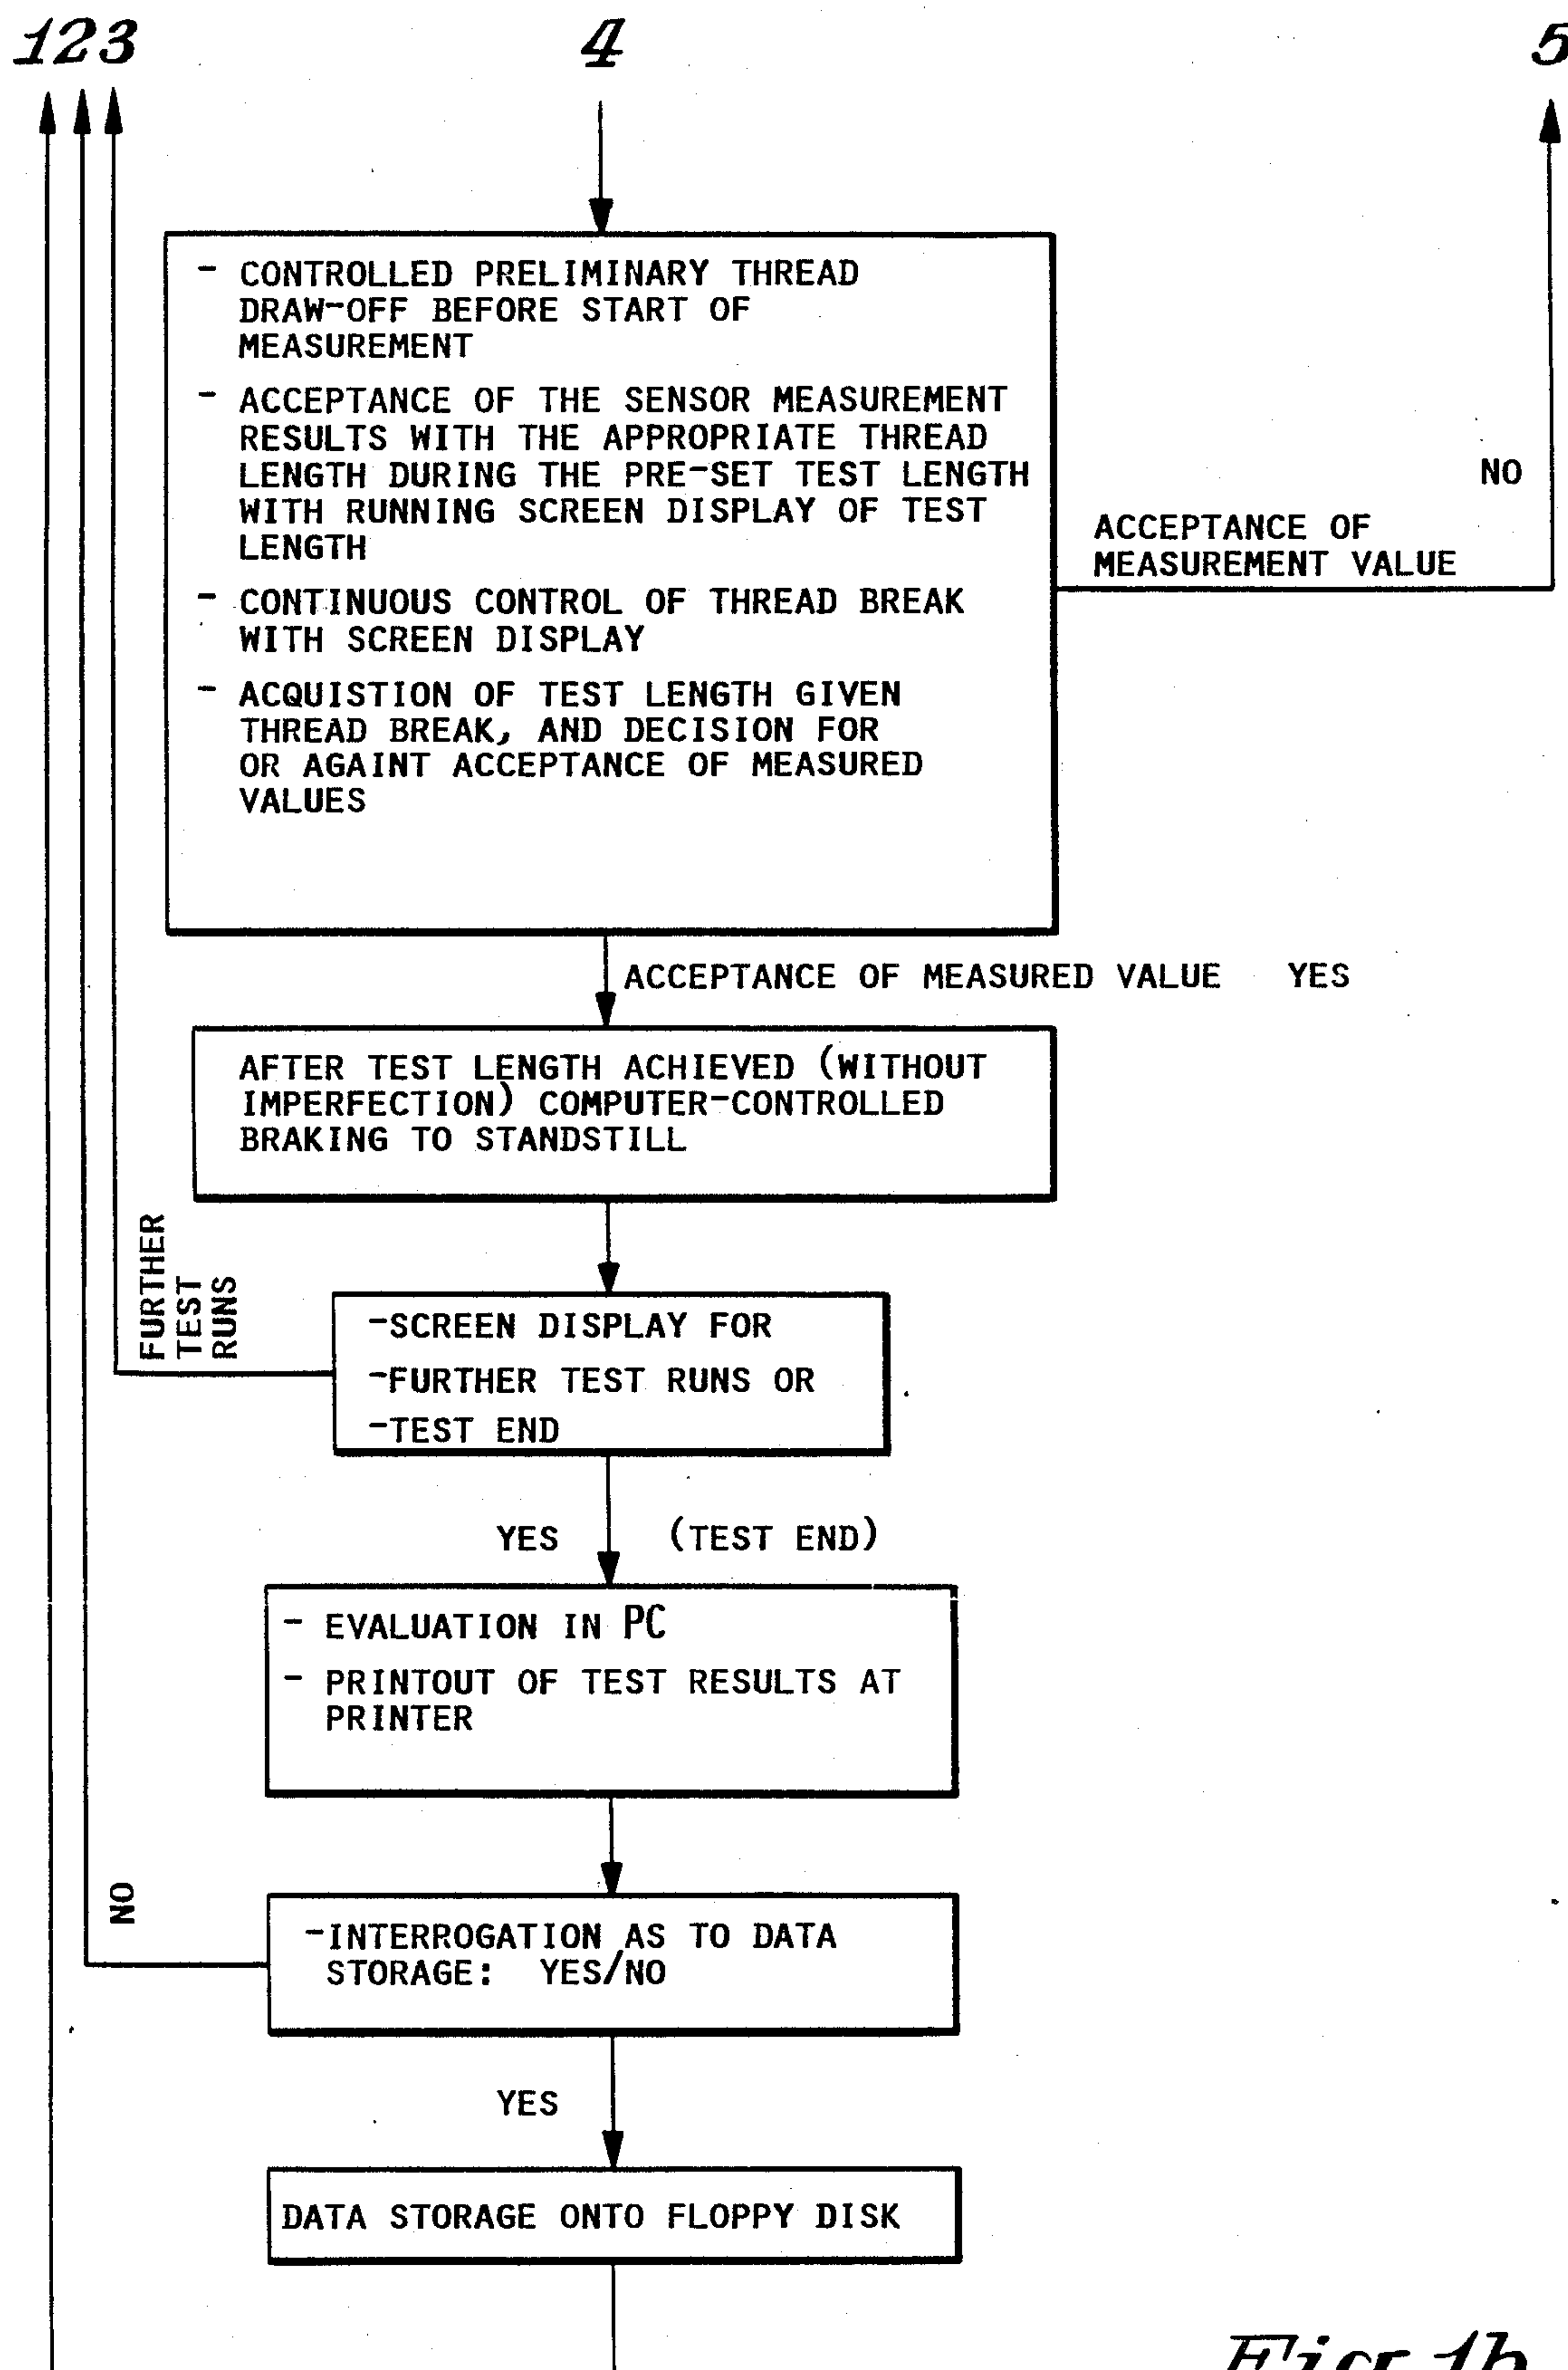 123
4
5
- CONTROLLED PRELIMINARY THREAD
DRAW-OFF BEFORE START OF
MEASUREMENT
- ACCEPTANCE OF THE SENSOR MEASUREMENT
RESULTS WITH THE APPROPRIATE THREAD
LENGTH DURING THE PRE-SET TEST LENGTH
WITH RUNNING SCREEN DISPLAY OF TEST
LENGTH
- CONTINUOUS CONTROL OF THREAD BREAK
WITH SCREEN DISPLAY
- ACQUISTION OF TEST LENGTH GIVEN
THREAD BREAK, AND DECISION FOR
OR AGAINT ACCEPTANCE OF MEASURED
VALUES
NO
ACCEPTANCE OF
MEASUREMENT VALUE
ACCEPTANCE OF MEASURED VALUE YES
AFTER TEST LENGTH ACHIEVED (WITHOUT
IMPERFECTION) COMPUTER-CONTROLLED
BRAKING TO STANDSTILL
FURTHER
TEST
RUNS
-SCREEN DISPLAY FOR
-FURTHER TEST RUNS OR
-TEST END
YES (TEST END)
- EVALUATION IN PC
- PRINTOUT OF TEST RESULTS AT
PRINTER
NO
-INTERROGATION AS TO DATA
STORAGE: YES/NO
YES
DATA STORAGE ONTO FLOPPY DISK
Fig. 1b